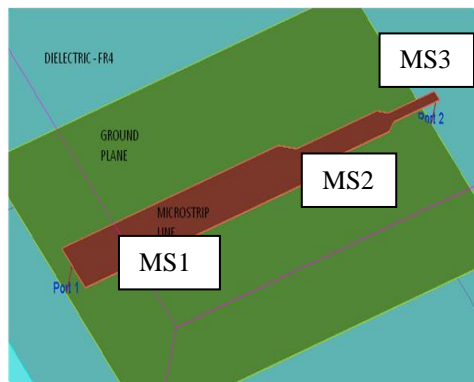 DIELECTRIC - FR4
MS3
Port 2
GROUND
PLANE
MS2
MICROSTRIP
LINE
MS1
Port 1